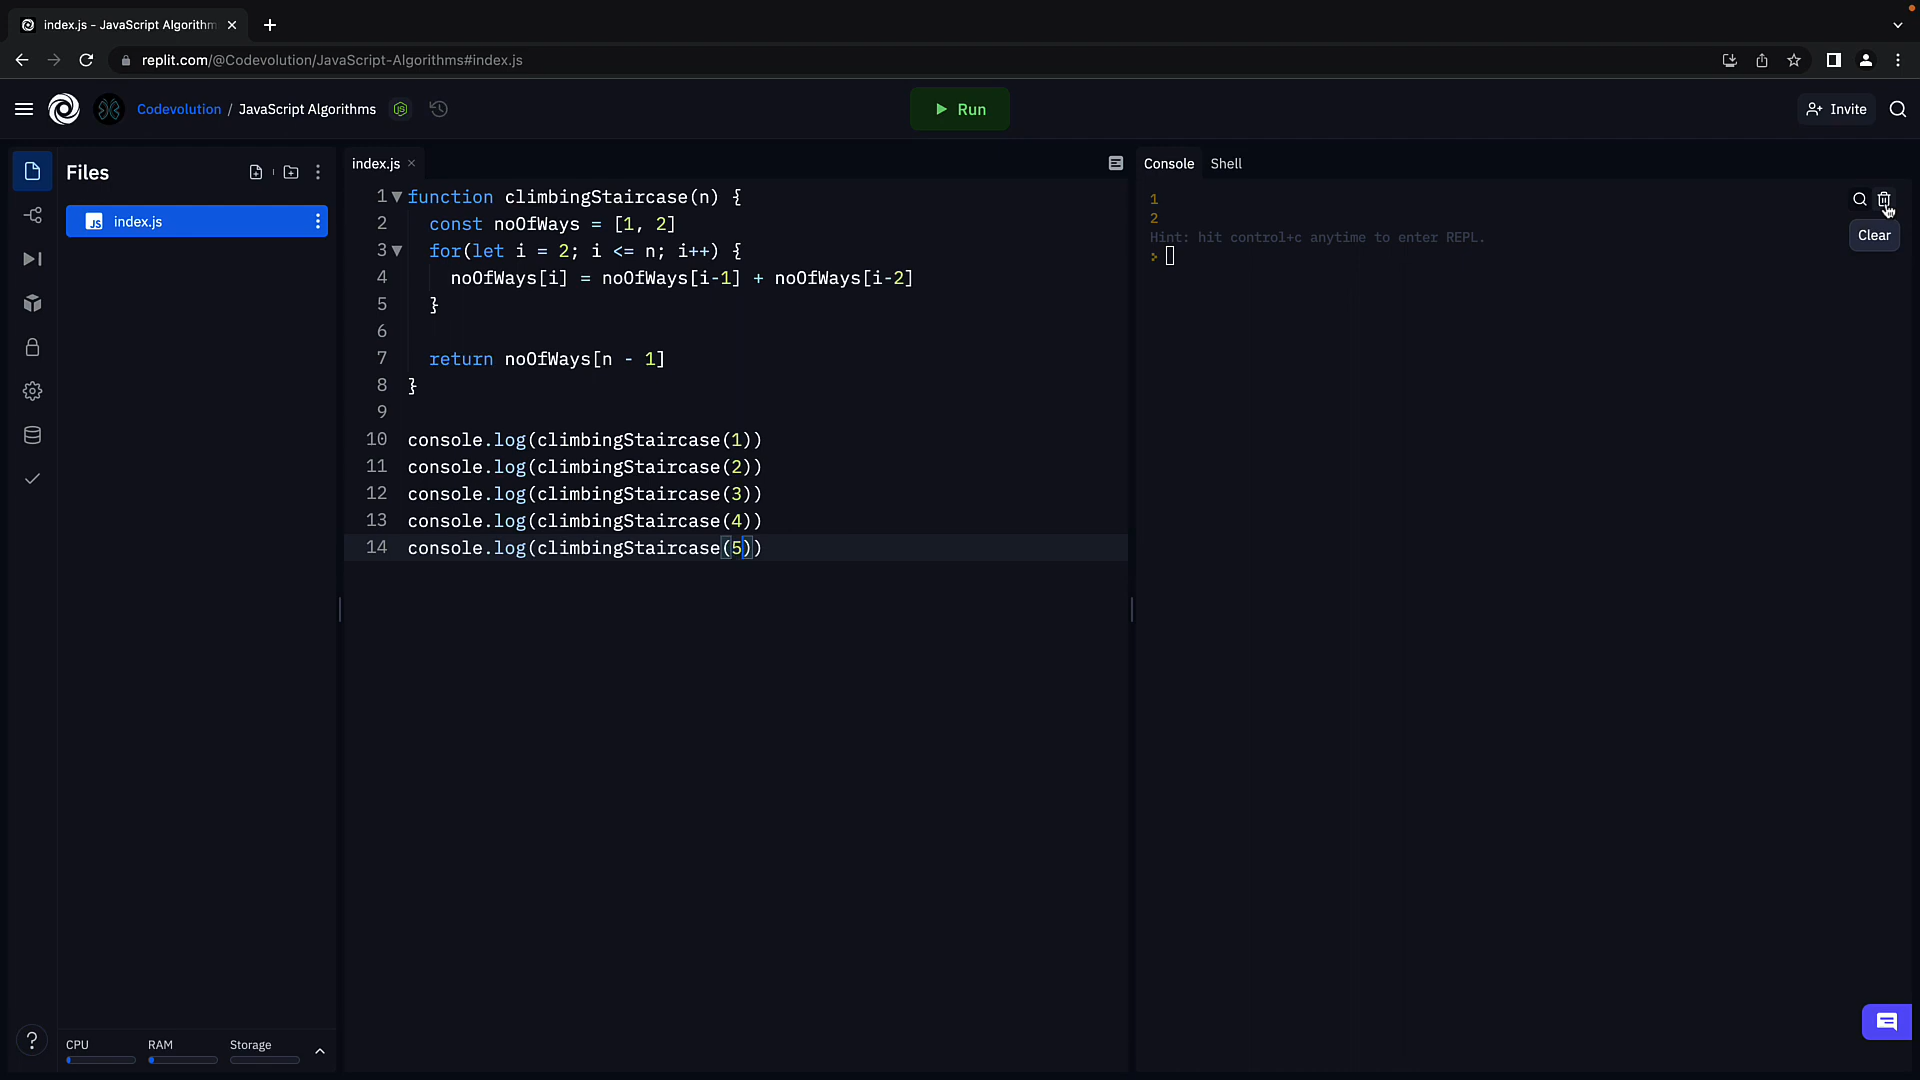 index.js - JavaScript Algorithm
replit.com/@Codevolution/JavaScript-Algorithms#index.js
Codevolution / JavaScript Algorithms
Run
Invite
Files
index.js
index.js
1 function climbingStaircase(n) {
2 const noOfWays = [1, 2]
3 for(let i = 2; i <= n; i++) {
4 noOfWays[i] = noOfWays[i-1] + noOfWays[i-2]
5 }
6
7 return noOfWays[n - 1]
8 }
9
10 console.log(climbingStaircase(1))
11 console.log(climbingStaircase(2))
12 console.log(climbingStaircase(3))
13 console.log(climbingStaircase(4))
14 console.log(climbingStaircase(5))
Console Shell
1
2
Hint: hit control+c anytime to enter REPL.
Clear
CPU RAM Storage